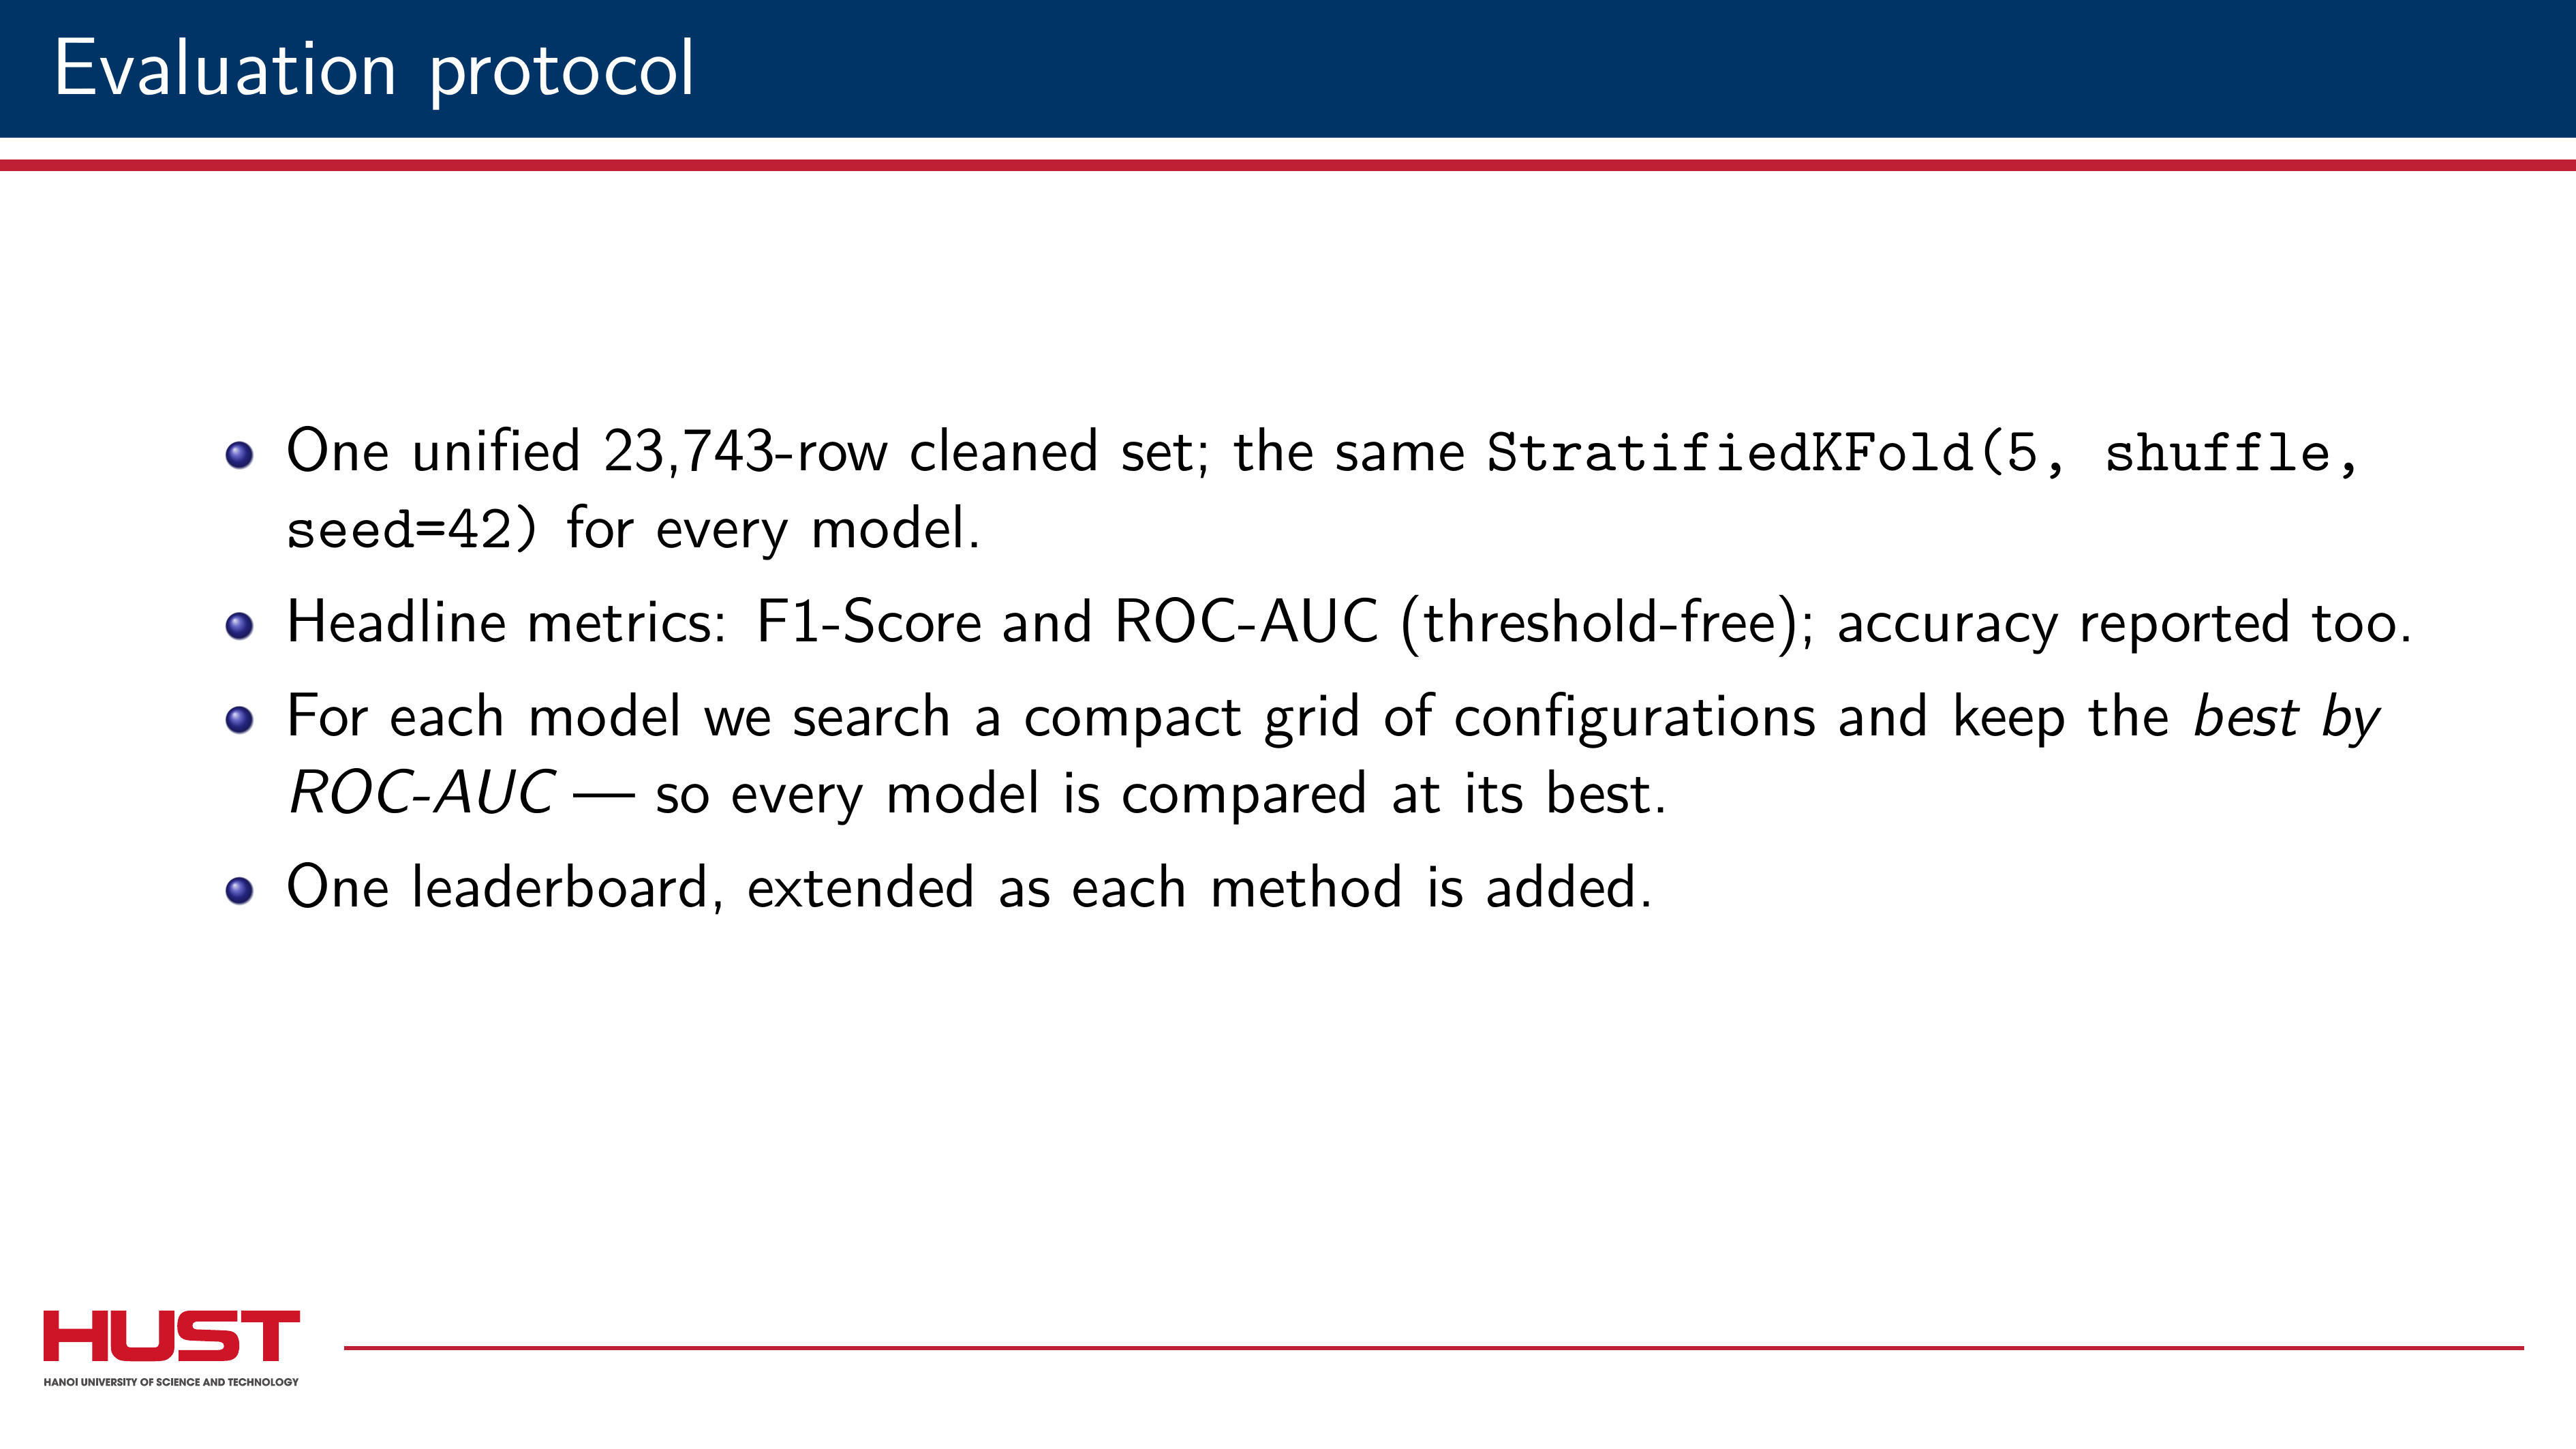 Evaluation protocol
One unified 23,743-row cleaned set; the same StratifiedKFold(5, shuffle,
seed=42) for every model.
Headline metrics: F1-Score and ROC-AUC (threshold-free); accuracy reported too.
For each model we search a compact grid of configurations and keep the best by
ROC-AUC — so every model is compared at its best.
One leaderboard, extended as each method is added.
HUST
HANOI UNIVERSITY OF SCIENCE AND TECHNOLOGY